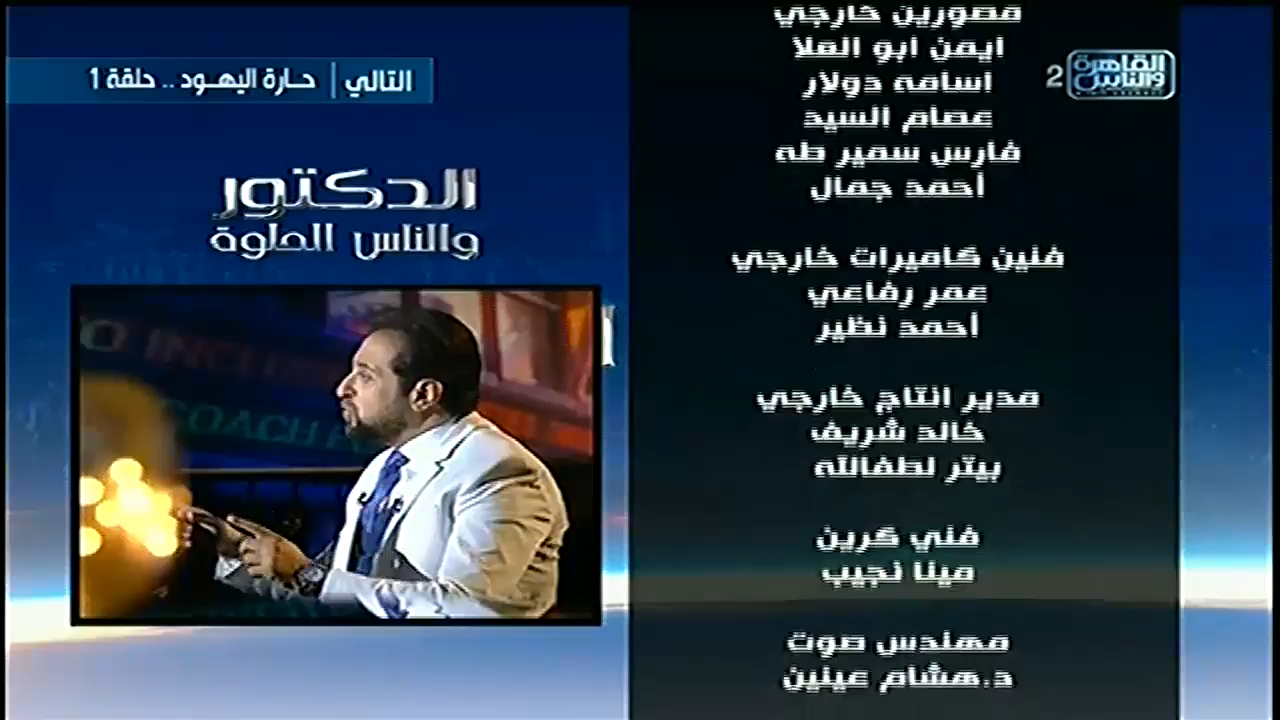 التالي | حارة اليهود .. حلقة 1
القاهرة
والناس
2
الدكتور
والناس الحلوة
مصورين خارجي
ايمن ابو العلا
اسامه دولار
عصام السيد
فارس سمير طه
أحمد جمال
فنين كاميرات خارجي
عمر رفاعي
أحمد نظير
مدير انتاج خارجي
خالد شريف
بيتر لطفالله
فني كرين
مينا نجيب
مهندس صوت
د.هشام عينين
COACH